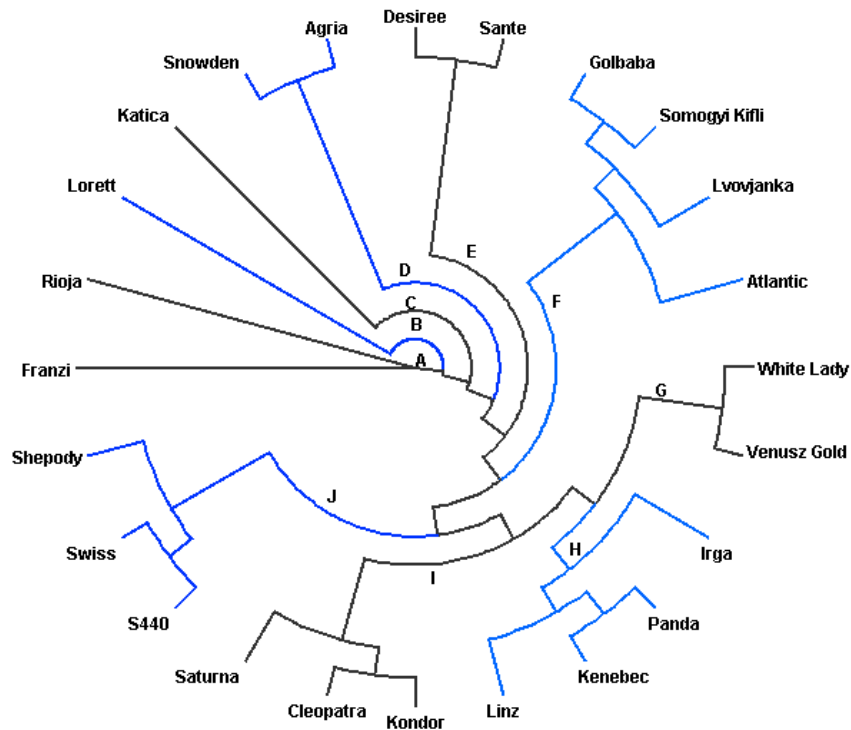 Desiree
Agria
Sante
Snowden
Golbaba
Katica
Somogyi Kifli
Lorett
Lvovjanka
E
D
Rioja
Atlantic
C
F
B
A
Franzi
White Lady
G
Venusz Gold
Shepody
J
Swiss
H
Irga
I
S440
Panda
Saturna
Kenebec
Cleopatra
Linz
Kondor